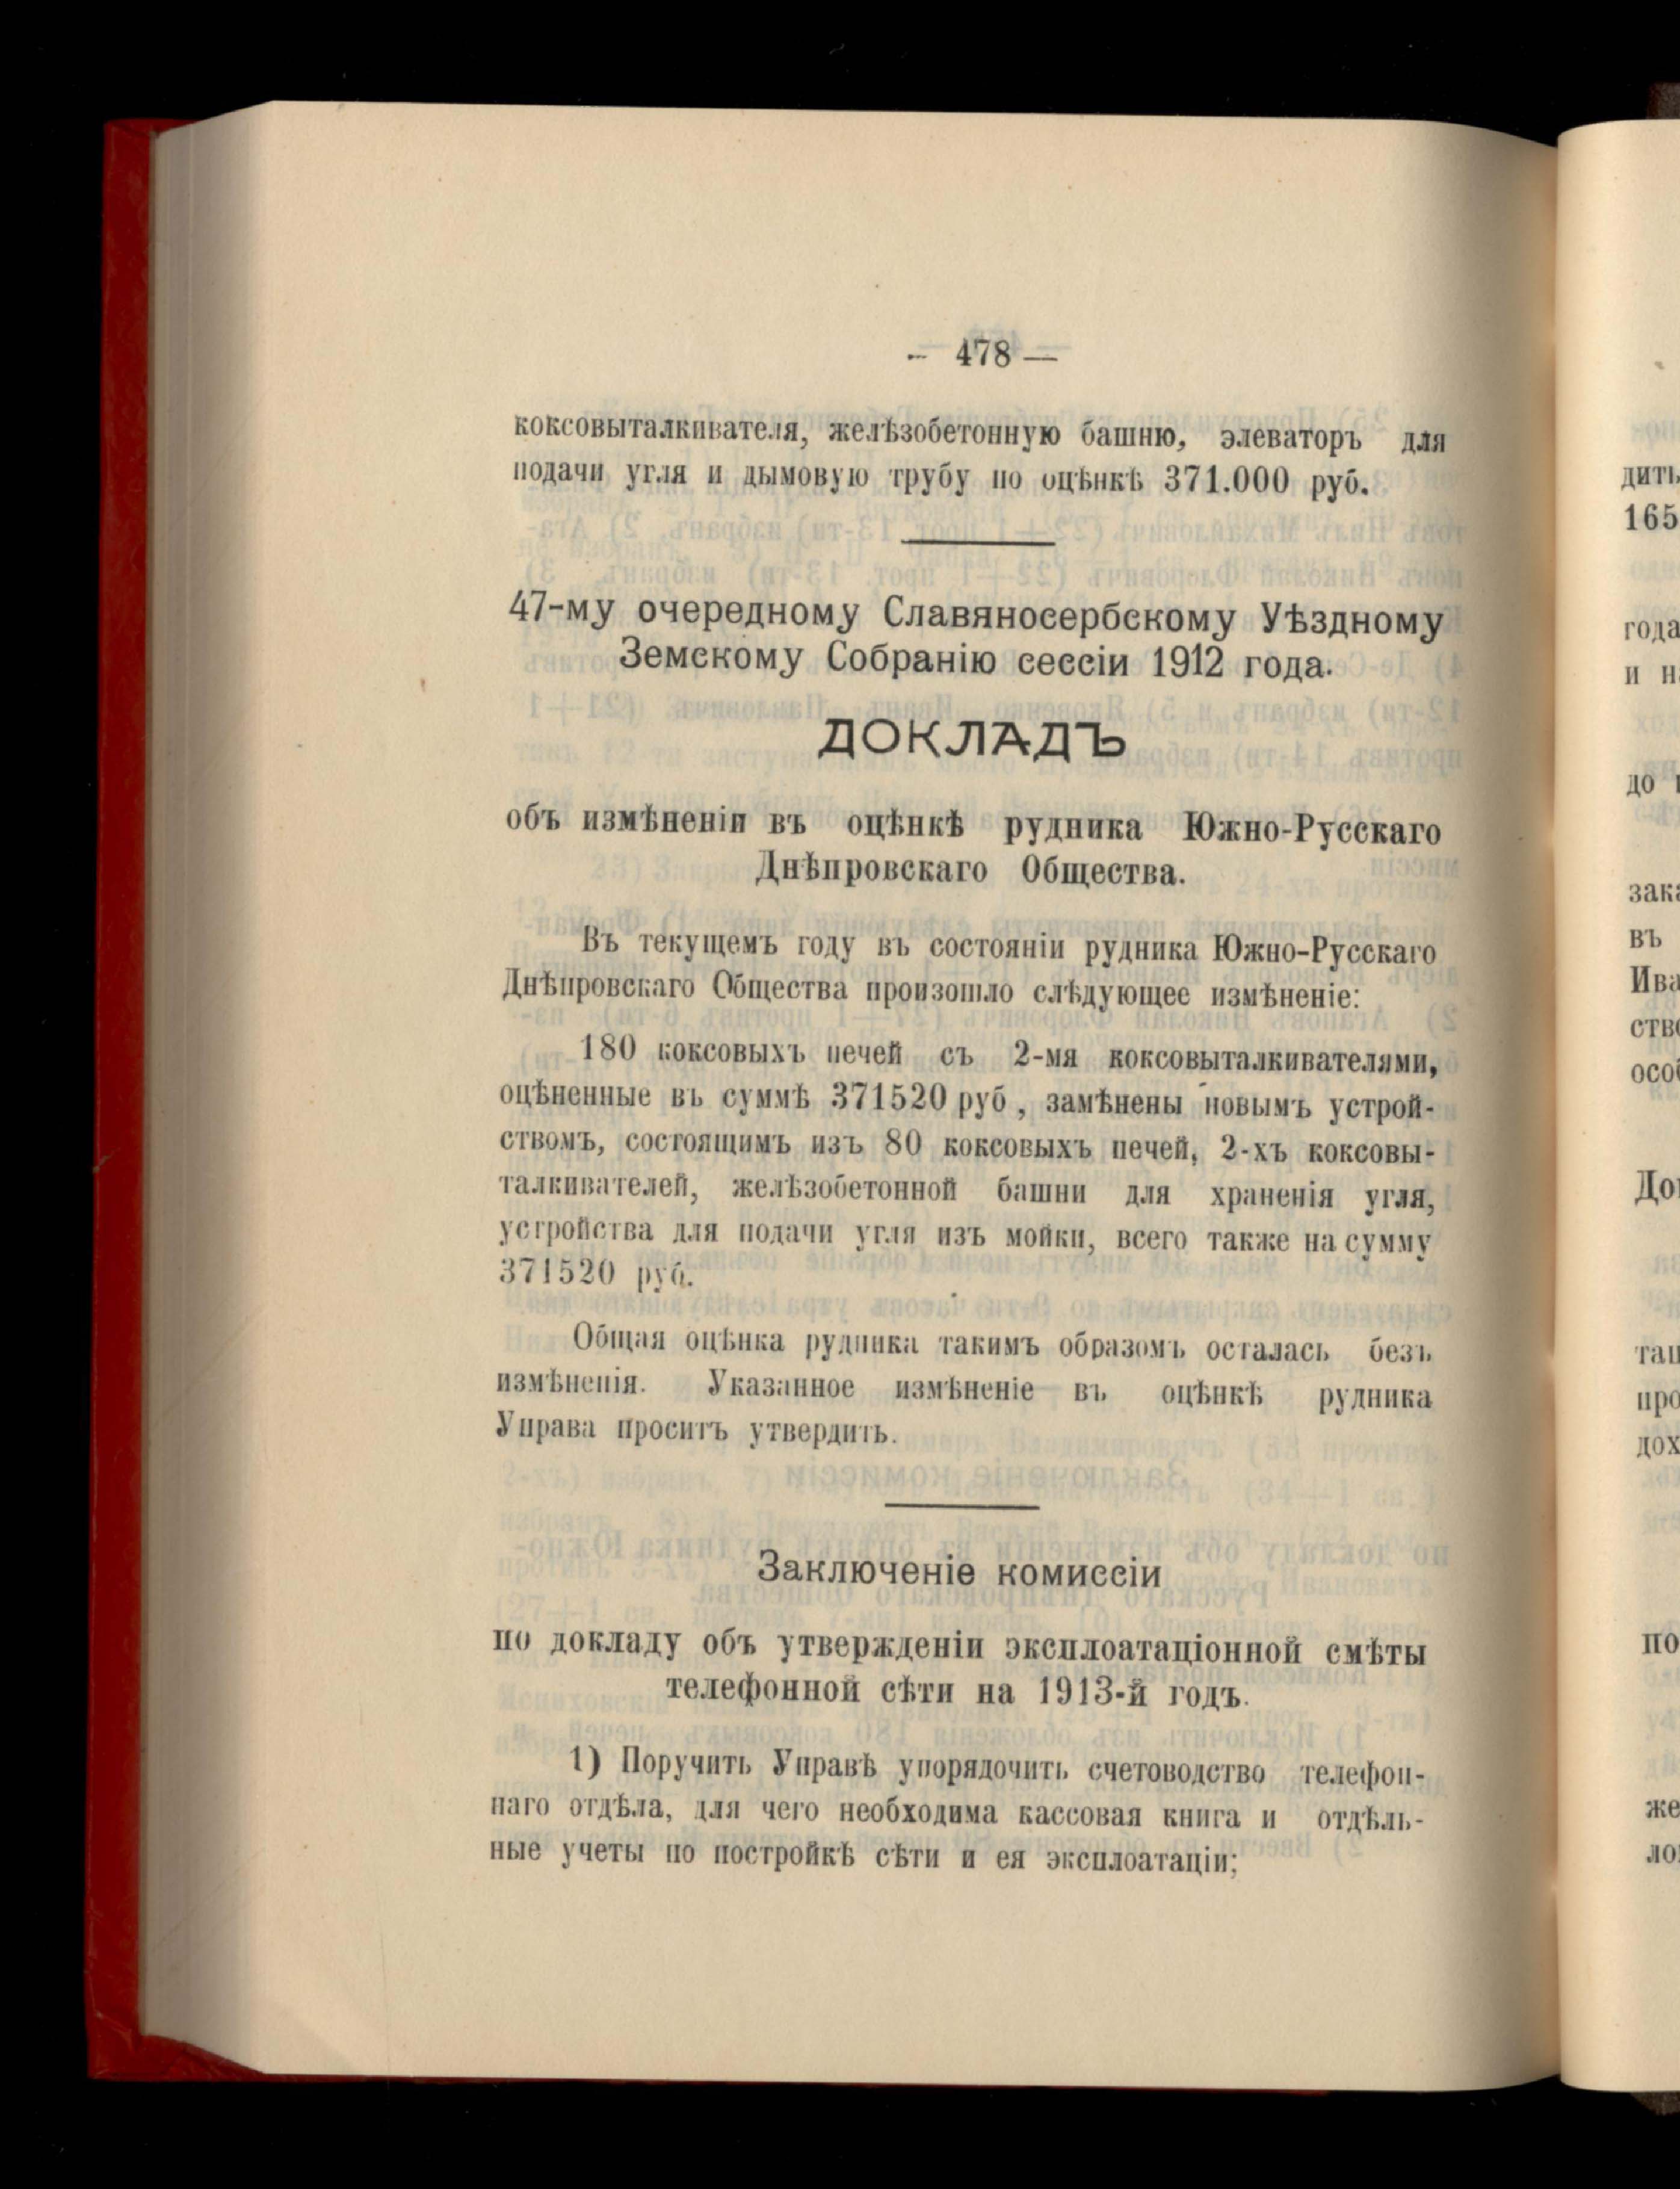 - 478 —
коксовыталкивателя, желѣзобетонную башню, элеваторъ для
подачи угля и дымовую трубу по оцѣнкѣ 371.000 руб.
47-му очередному Славяносербскому Уѣздному
Земскому Собранію сессіи 1912 года.
ДОКЛАДЪ
объ измѣненіи въ оцѣнкѣ рудника Южно-Русскаго
Днѣпровскаго Общества.
Въ текущемъ году въ состояніи рудника Южно-Русскаго
Днѣпровскаго Общества произошло слѣдующее измѣненіе:
180 коксовыхъ печей съ 2-мя коксовыталкивателями,
оцѣненные въ суммѣ 371520 руб , замѣнены новымъ устрой-
ствомъ, состоящимъ изъ 80 коксовыхъ печей, 2-хъ коксовы-
талкивателей, желѣзобетонной башни для храненія угля,
устройства для подачи угля изъ мойки, всего также на сумму
371520 руб.
Общая оцѣнка рудника такимъ образомъ осталась безъ
измѣненія. Указанное измѣненіе въ оцѣнкѣ рудника
Управа проситъ утвердить.
Заключеніе комиссіи
по докладу объ утвержденіи эксплоатаціонной смѣты
телефонной сѣти на 1913-й годъ.
1) Поручить Управѣ упорядочить счетоводство телефон-
наго отдѣла, для чего необходима кассовая книга и отдѣль-
ные учеты по постройкѣ сѣти и ея эксплоатаціи;
165
года
и
до
въ